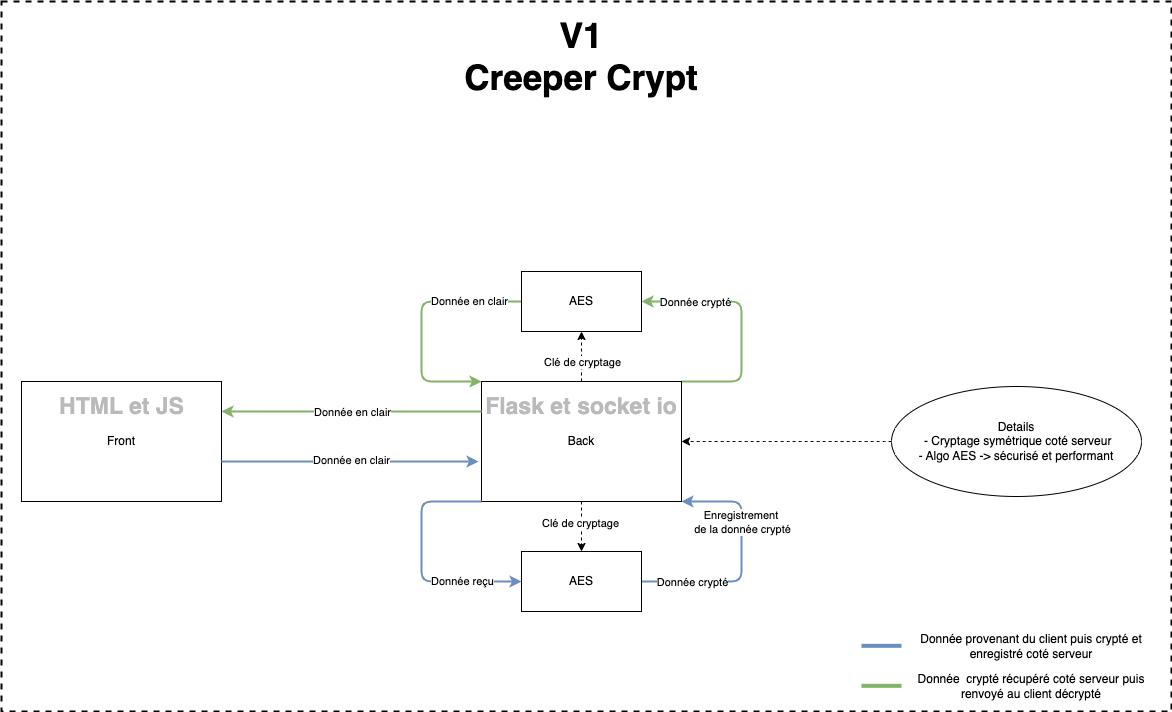 V1
Creeper Crypt
AES
Donnée en clair
Donnée crypté
Clé de cryptage
HTML et JS
Front
Donnée en clair
Donnée en clair
Flask et socket io
Back
Details
- Cryptage symétrique coté serveur
- Algo AES -> sécurisé et performant
Clé de cryptage
Enregistrement
de la donnée crypté
Donnée reçu
AES
Donnée crypté
Donnée provenant du client puis crypté et
enregistré coté serveur
Donnée  crypté récupéré coté serveur puis
renvoyé au client décrypté